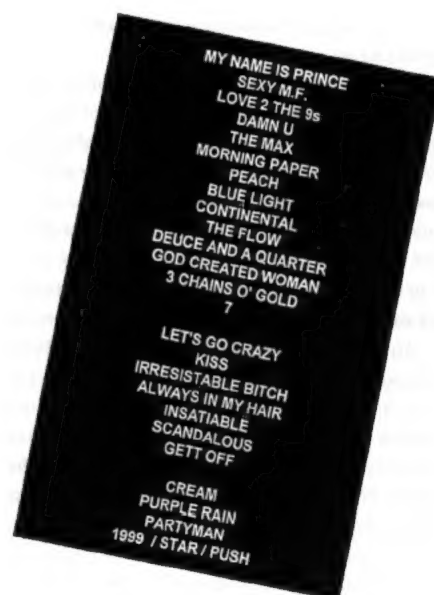 MY NAME IS PRINCE
SEXY M.F.
LOVE 2 THE 9s
DAMN U
THE MAX
MORNING PAPER
PEACH
BLUE LIGHT
CONTINENTAL
THE FLOW
DEUCE AND A QUARTER
GOD CREATED WOMAN
3 CHAINS O' GOLD
7
LET'S GO CRAZY
KISS
IRRESISTABLE BITCH
ALWAYS IN MY HAIR
INSATIABLE
SCANDALOUS
GETT OFF
CREAM
PURPLE RAIN
PARTYMAN
1999 / STAR / PUSH